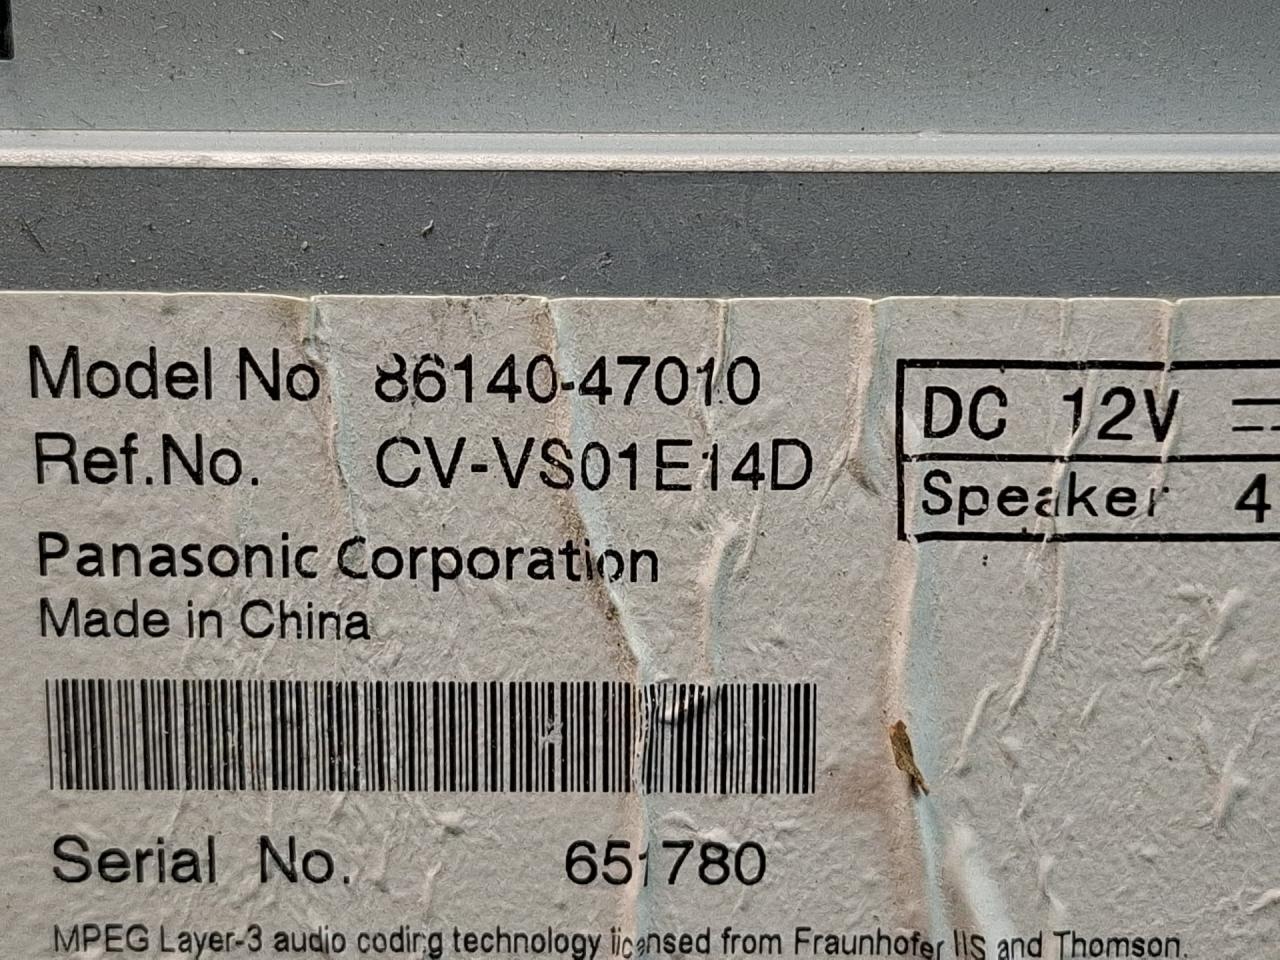 Model No 86140-47010
Ref.No. CV-VS01E14D
Panasonic Corporation
Made in China
DC 12V
Speaker 4
Serial No. 651780
MPEG Layer-3 audio coding technology licensed from Fraunhofer IIS and Thomson.